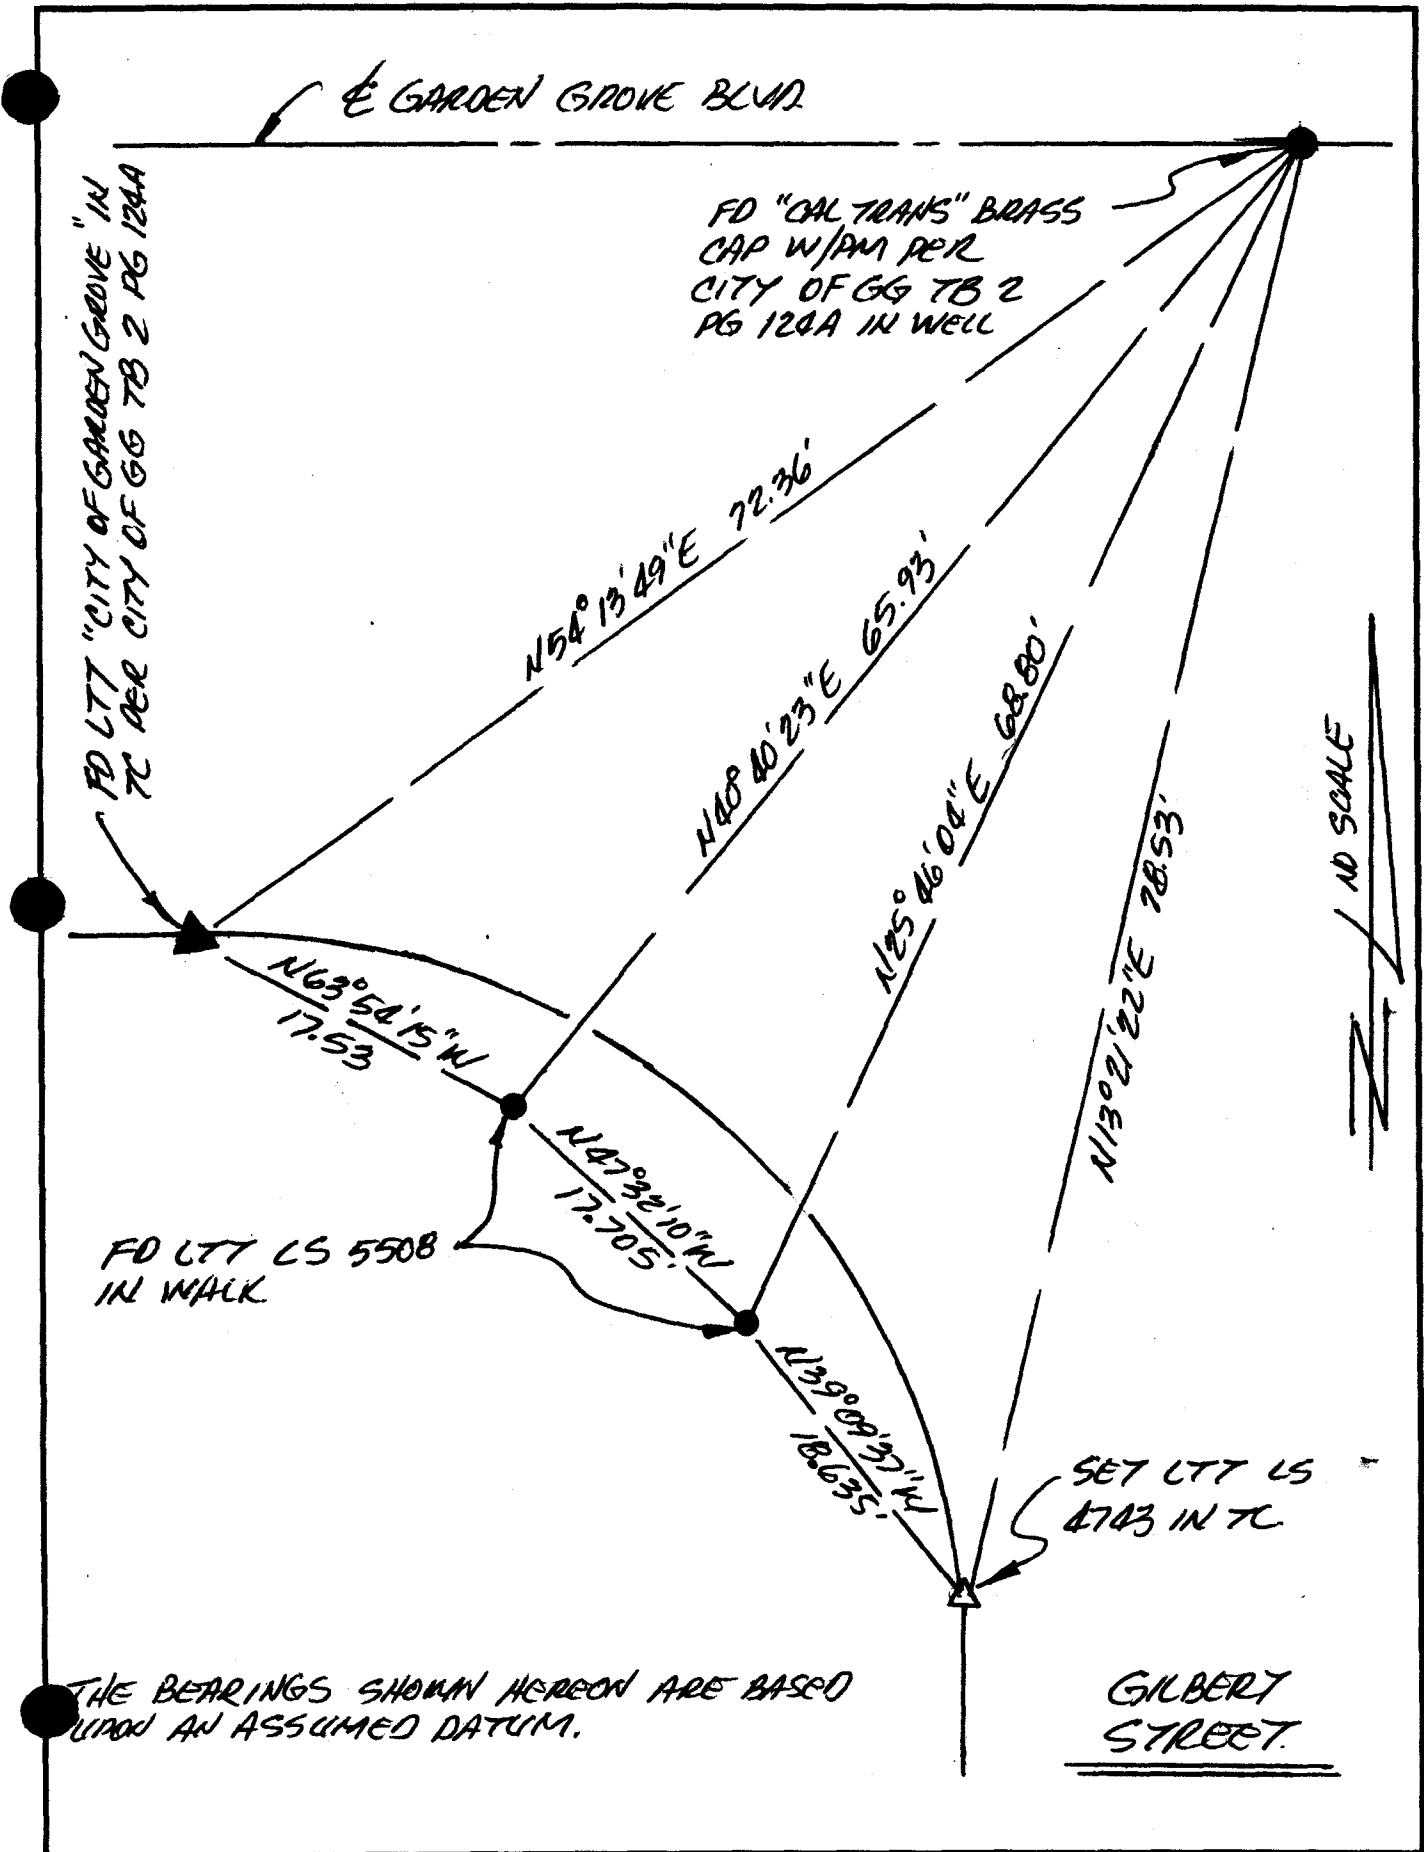 ℄ GARDEN GROVE BLVD.
FD "CAL TRANS" BRASS
CAP W/PM PER
CITY OF GG TB 2
PG 124A IN WELL
FD LTT "CITY OF GARDEN GROVE" IN
TC PER CITY OF GG TB 2 PG 124A
N54°13'49"E 72.36'
N40°40'23"E 65.93'
N25°46'04"E 68.80'
N13°21'22"E 78.53'
NO SCALE
N
N63°54'15"W
17.53
N47°32'10"W
17.705'
FD LTT LS 5508
IN WALK
N39°09'37"W
18.635'
SET LTT LS
4743 IN TC.
THE BEARINGS SHOWN HEREON ARE BASED
UPON AN ASSUMED DATUM.
GILBERT
STREET.